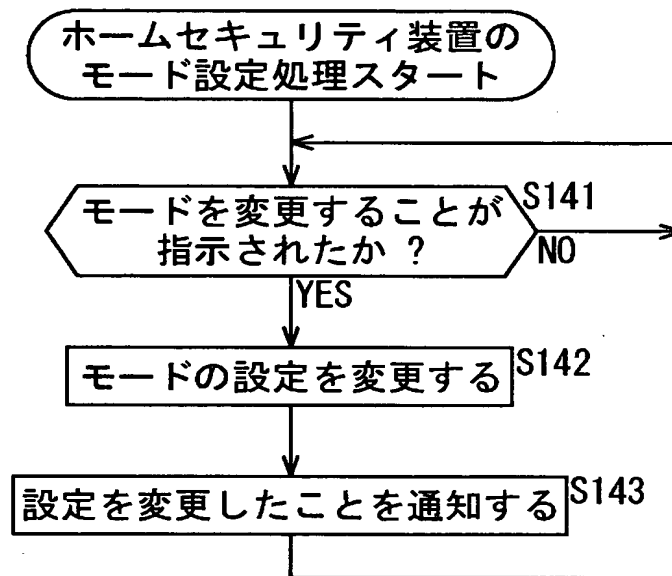 ホームセキュリティ装置の
モード設定処理スタート
モードを変更することが
指示されたか ?
S141
NO
YES
モードの設定を変更する
S142
設定を変更したことを通知する
S143